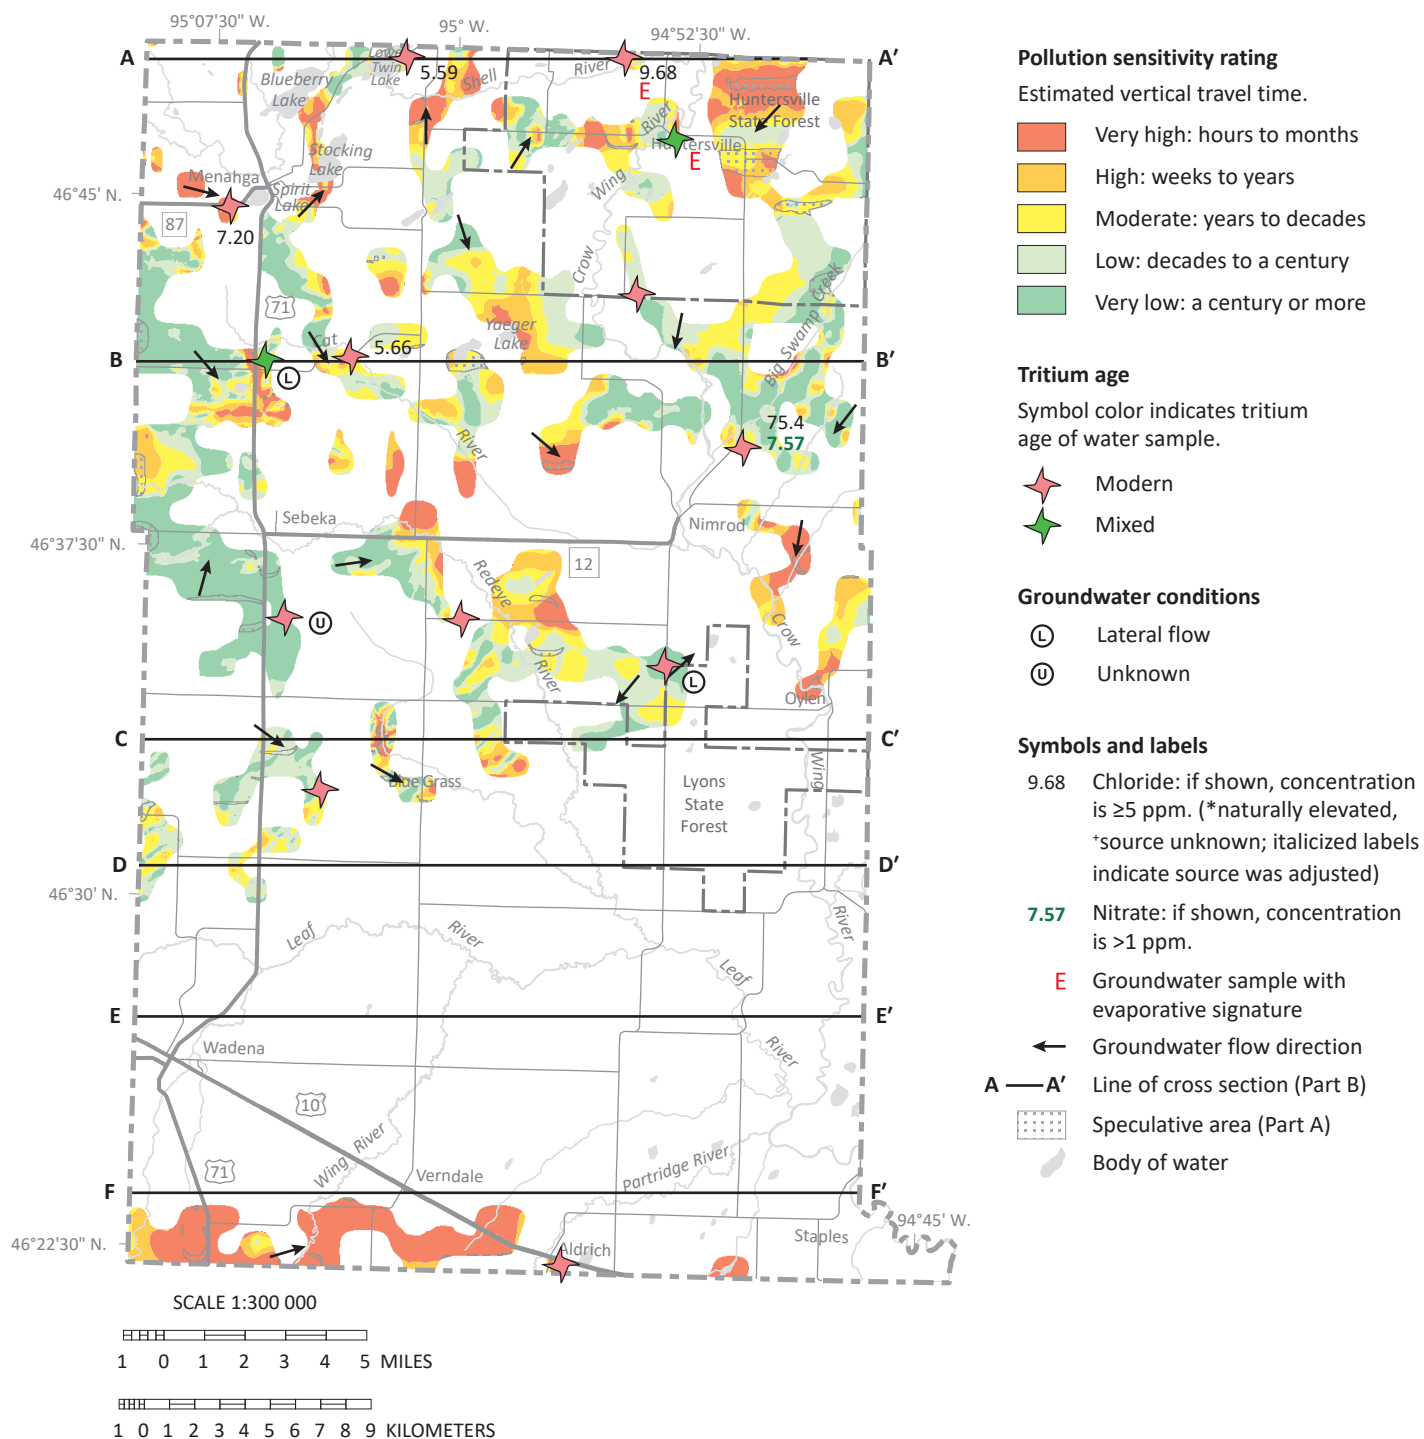 95°07'30" W.
95° W.
94°52'30" W.
A
A′
Lower
Twin
Lake
5.59
Shell
River
9.68
E
Blueberry
Lake
Huntersville
State Forest
River
Huntersville
E
Stocking
Lake
Menahga
Spirit
Lake
Wing
46°45' N.
87
7.20
Crow
71
Big Swamp Creek
Yaeger
Lake
Cat
5.66
B
B′
L
75.4
7.57
River
Sebeka
Nimrod
46°37'30" N.
12
Redeye
U
Crow
River
L
Oylen
C
C′
Wing
Blue Grass
Lyons
State
Forest
D
D′
46°30' N.
Leaf
River
River
Leaf
E
E′
Wadena
River
10
Wing River
71
Verndale
Partridge River
F
F′
94°45' W.
46°22'30" N.
Aldrich
Staples
SCALE 1:300 000
1 0 1 2 3 4 5 MILES
1 0 1 2 3 4 5 6 7 8 9 KILOMETERS
Pollution sensitivity rating
Estimated vertical travel time.
Very high: hours to months
High: weeks to years
Moderate: years to decades
Low: decades to a century
Very low: a century or more
Tritium age
Symbol color indicates tritium
age of water sample.
Modern
Mixed
Groundwater conditions
L Lateral flow
U Unknown
Symbols and labels
9.68 Chloride: if shown, concentration
is ≥5 ppm. (*naturally elevated,
⁺source unknown; italicized labels
indicate source was adjusted)
7.57 Nitrate: if shown, concentration
is >1 ppm.
E Groundwater sample with
evaporative signature
Groundwater flow direction
A A′ Line of cross section (Part B)
Speculative area (Part A)
Body of water